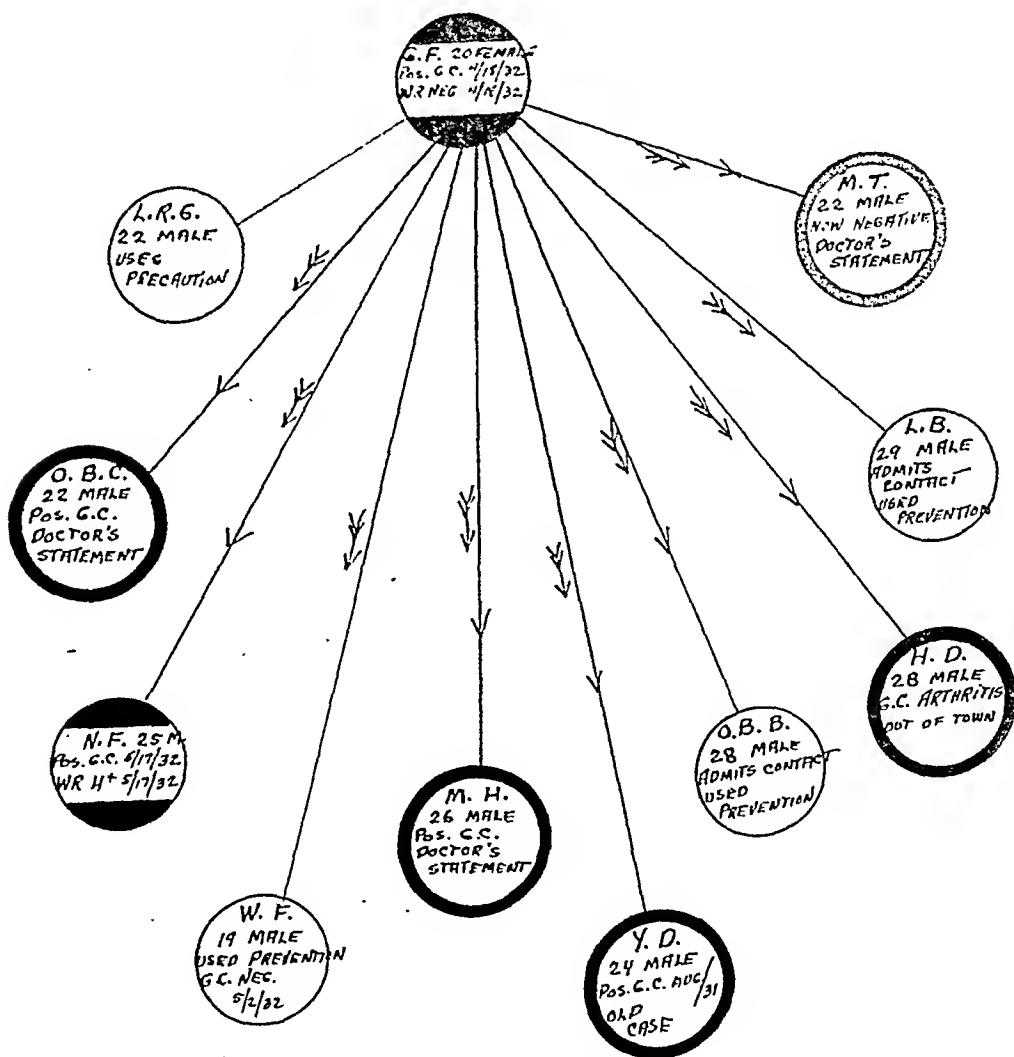 G.F. 20 FEMALE
Pos. G.C. 4/15/32
W.R NEG 4/15/32
L.R.G.
22 MALE
USEC
PRECAUTION
M.T.
22 MALE
NOW NEGATIVE
DOCTOR'S
STATEMENT
O.B.C.
22 MALE
Pos. G.C.
DOCTOR'S
STATEMENT
L.B.
29 MALE
ADMITS
CONTACT
USED
PREVENTION
N.F. 25 M.
Pos. G.C. 5/17/32
WR 4+ 5/17/32
M.H.
26 MALE
Pos. G.C.
DOCTOR'S
STATEMENT
O.B.B.
28 MALE
ADMITS CONTACT
USED
PREVENTION
H.D.
28 MALE
G.C. ARTHRITIS
OUT OF TOWN
W.F.
19 MALE
USED PREVENTION
G.C. NEG.
5/2/32
Y.D.
24 MALE
Pos. G.C. AUG/31
OLD
CASE